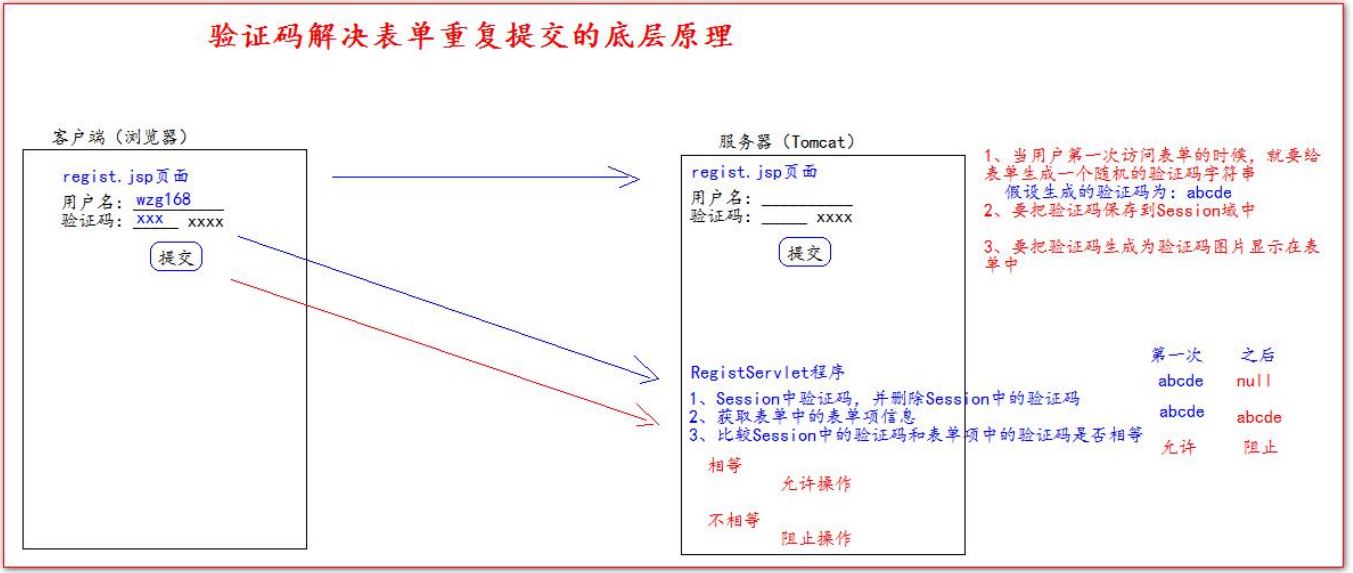 验证码解决表单重复提交的底层原理
客户端（浏览器）
regist.jsp页面
用户名：wzg168
验证码：xxx xxxx
提交
服务器（Tomcat）
regist.jsp页面
用户名：_________
验证码：_____ xxxx
提交
1、当用户第一次访问表单的时候，就要给
表单生成一个随机的验证码字符串
假设生成的验证码为：abcde
2、要把验证码保存到Session域中
3、要把验证码生成为验证码图片显示在表
单中
RegistServlet程序
1、Session中验证码，并删除Session中的验证码
2、获取表单中的表单项信息
3、比较Session中的验证码和表单项中的验证码是否相等
相等
允许操作
不相等
阻止操作
第一次 之后
abcde null
abcde abcde
允许 阻止